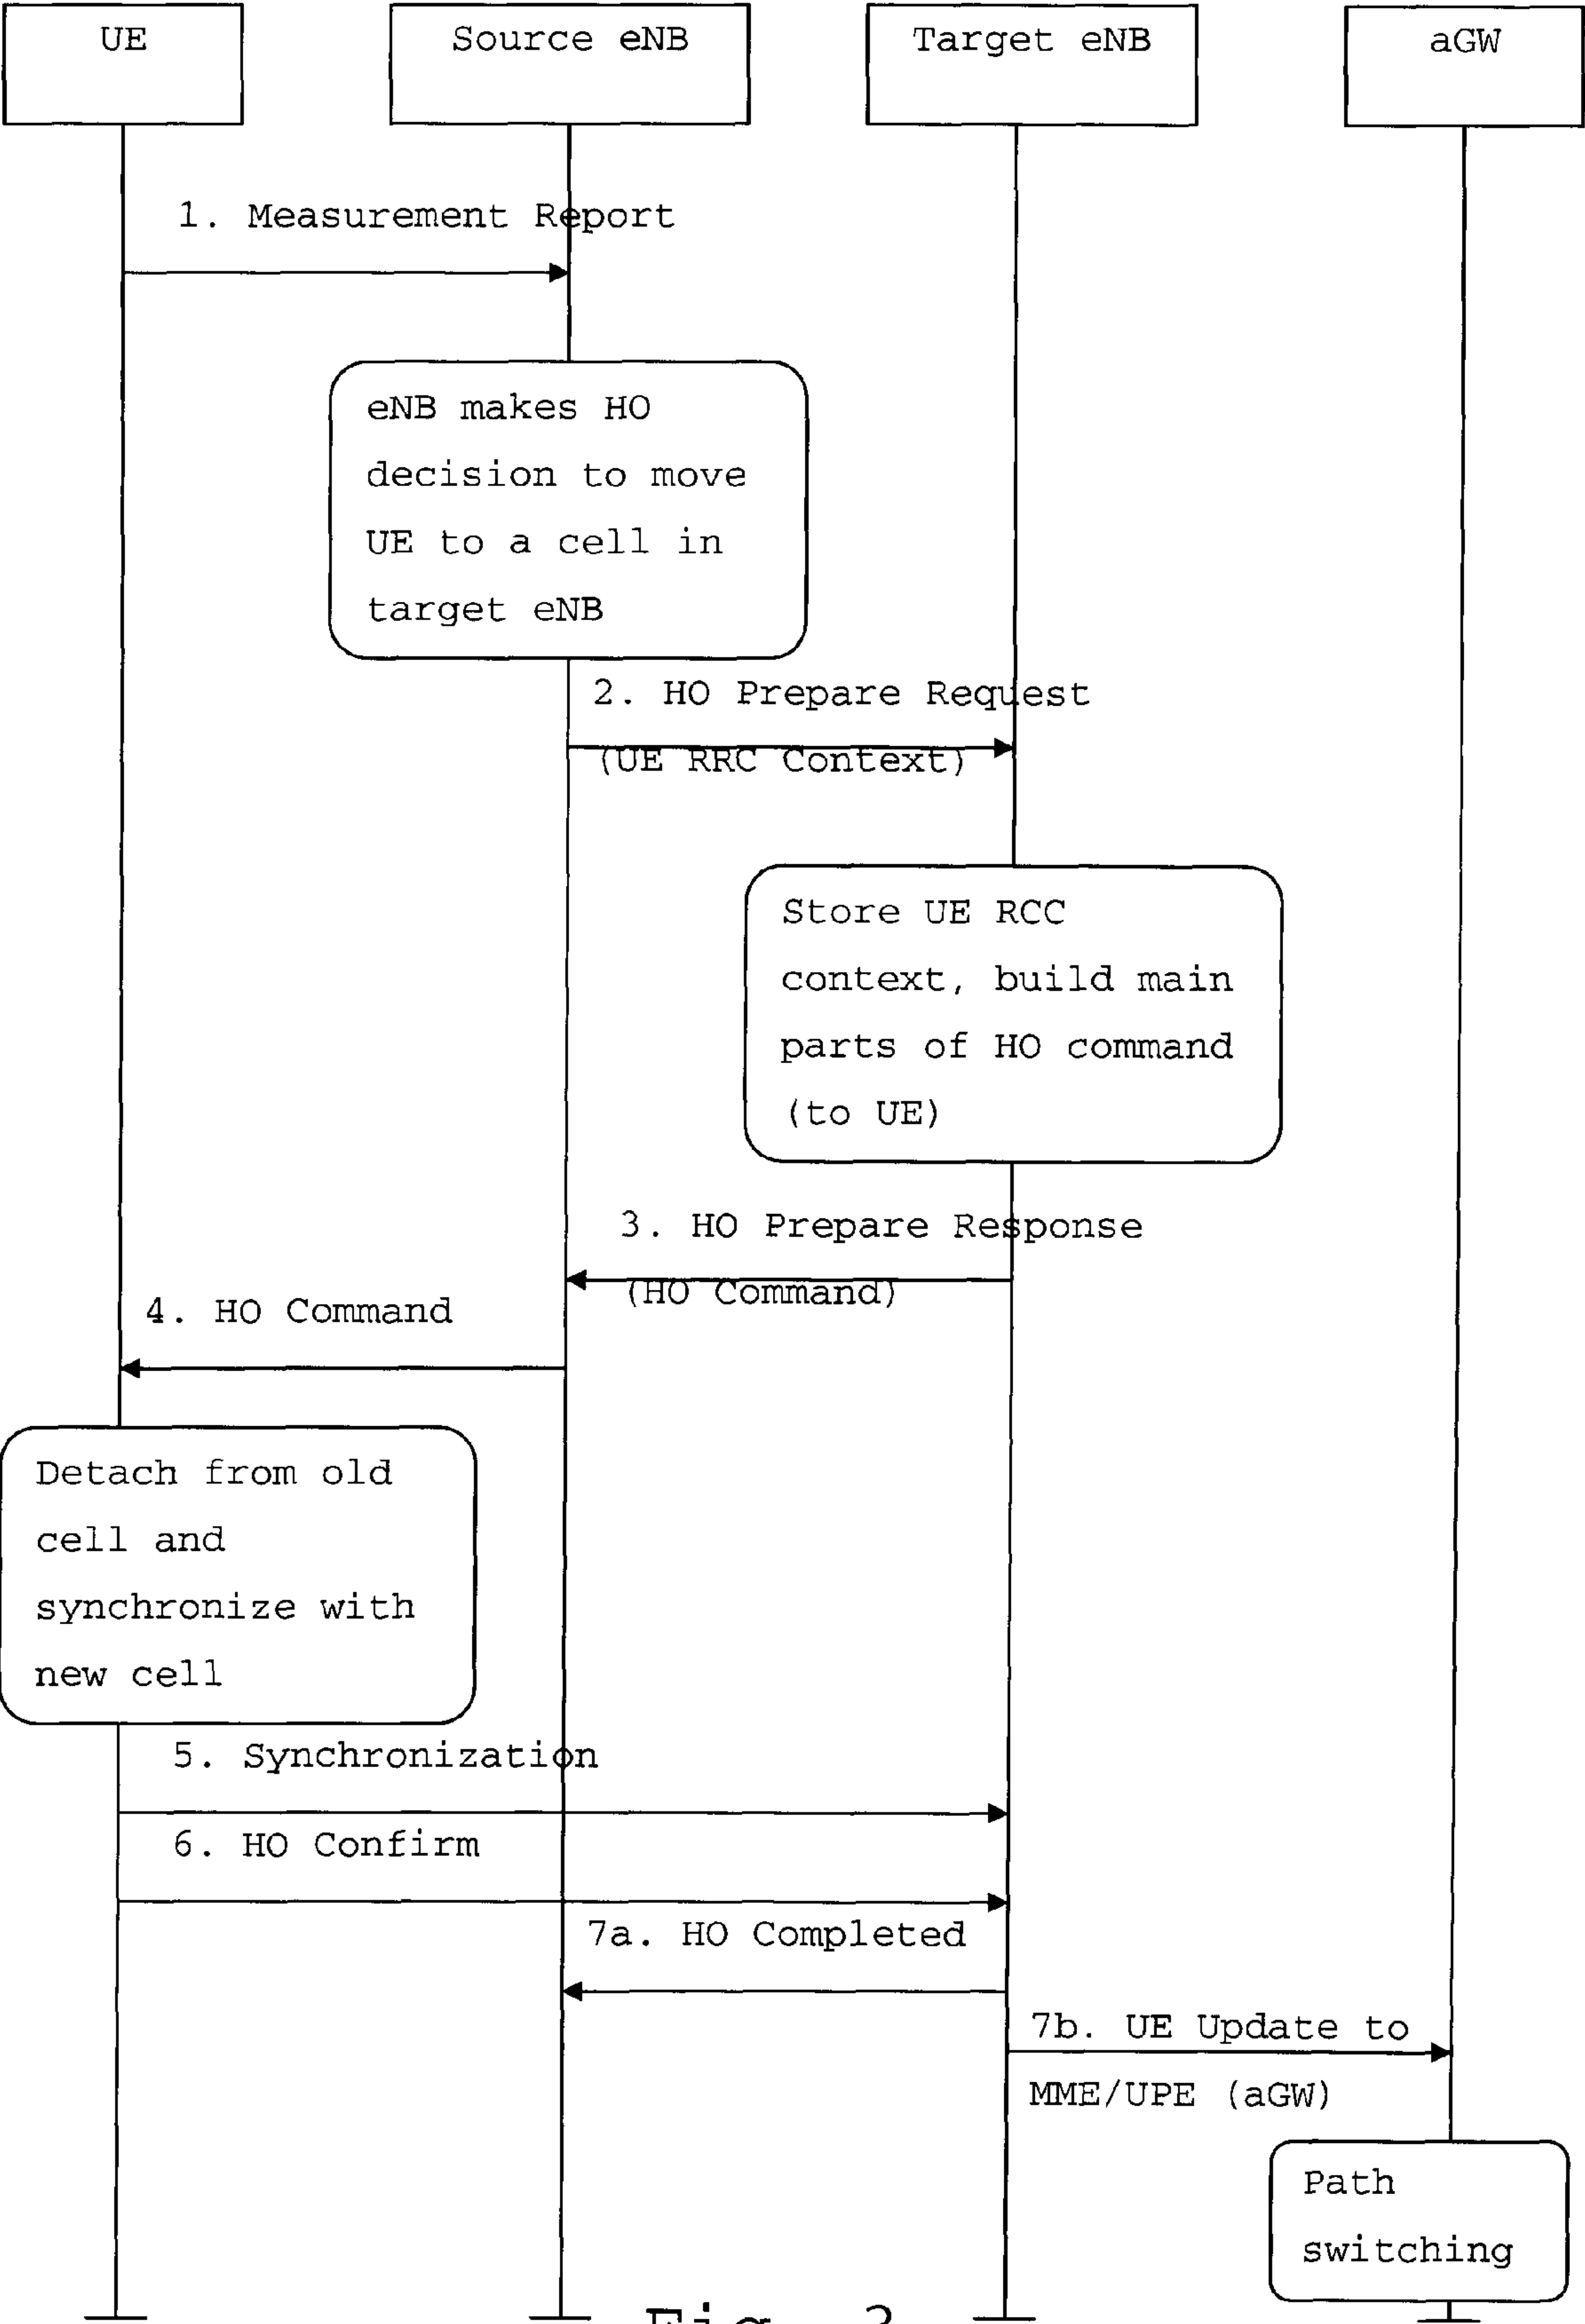 UE
Source eNB
Target eNB
aGW
1. Measurement Report
eNB makes HO
decision to move
UE to a cell in
target eNB
2. HO Prepare Request
(UE RRC Context)
Store UE RCC
context, build main
parts of HO command
(to UE)
3. HO Prepare Response
(HO Command)
4. HO Command
Detach from old
cell and
synchronize with
new cell
5. Synchronization
6. HO Confirm
7a. HO Completed
7b. UE Update to
MME/UPE (aGW)
Path
switching